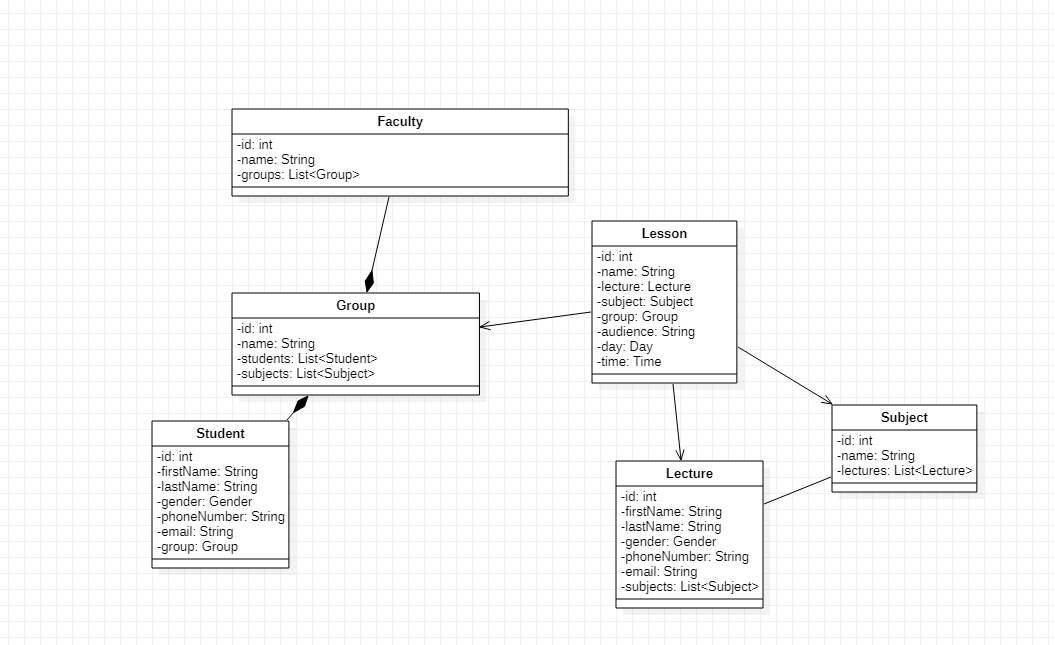 Faculty
-id: int
-name: String
-groups: List<Group>
Lesson
-id: int
-name: String
-lecture: Lecture
-subject: Subject
-group: Group
-audience: String
-day: Day
-time: Time
Group
-id: int
-name: String
-students: List<Student>
-subjects: List<Subject>
Subject
-id: int
-name: String
-lectures: List<Lecture>
Student
-id: int
-firstName: String
-lastName: String
-gender: Gender
-phoneNumber: String
-email: String
-group: Group
Lecture
-id: int
-firstName: String
-lastName: String
-gender: Gender
-phoneNumber: String
-email: String
-subjects: List<Subject>